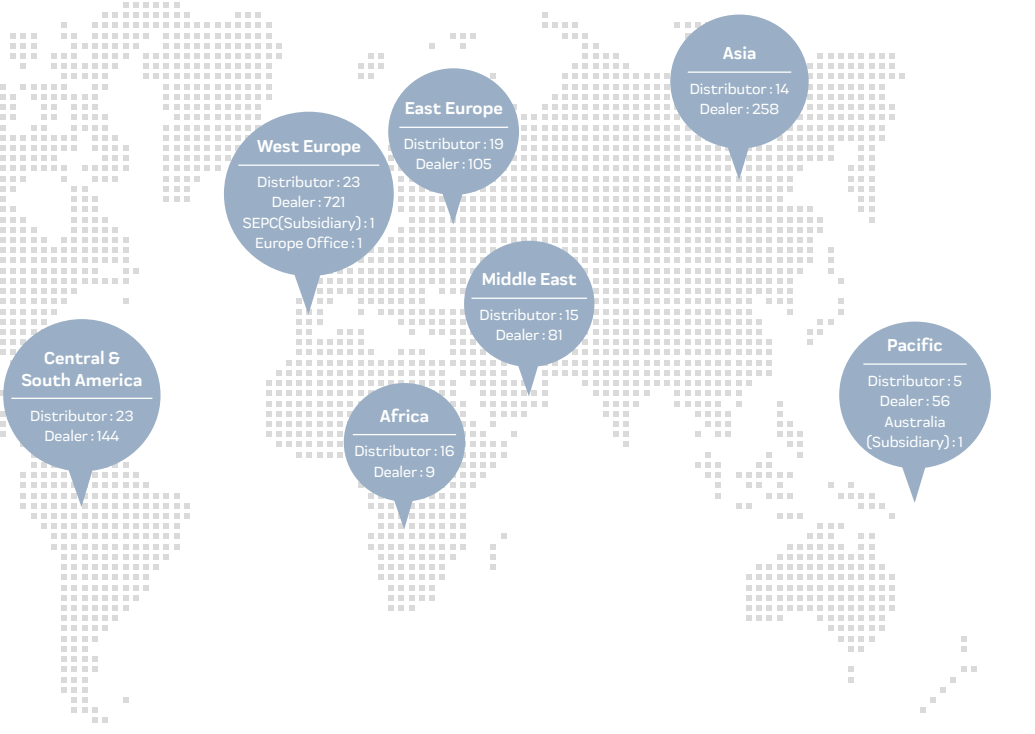 Asia
Distributor : 14
Dealer : 258
East Europe
Distributor : 19
Dealer : 105
West Europe
Distributor : 23
Dealer : 721
SEPC(Subsidiary) : 1
Europe Office : 1
Middle East
Distributor : 15
Dealer : 81
Central &
South America
Distributor : 23
Dealer : 144
Africa
Distributor : 16
Dealer : 9
Pacific
Distributor : 5
Dealer : 56
Australia
(Subsidiary) : 1